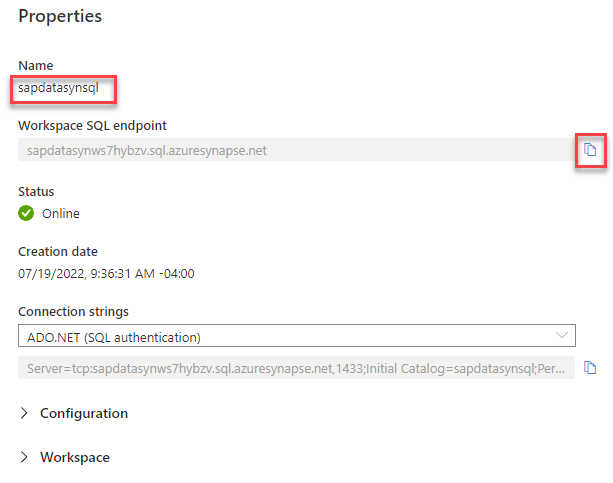 Properties
Name
sapdatasynsql
Workspace SQL endpoint
sapdatasynws7hybzv.sql.azuresynapse.net
Status
Online
Creation date
07/19/2022, 9:36:31 AM -04:00
Connection strings
ADO.NET (SQL authentication)
Server=tcp:sapdatasynws7hybzv.sql.azuresynapse.net,1433;Initial Catalog=sapdatasynsql;Per...
Configuration
Workspace